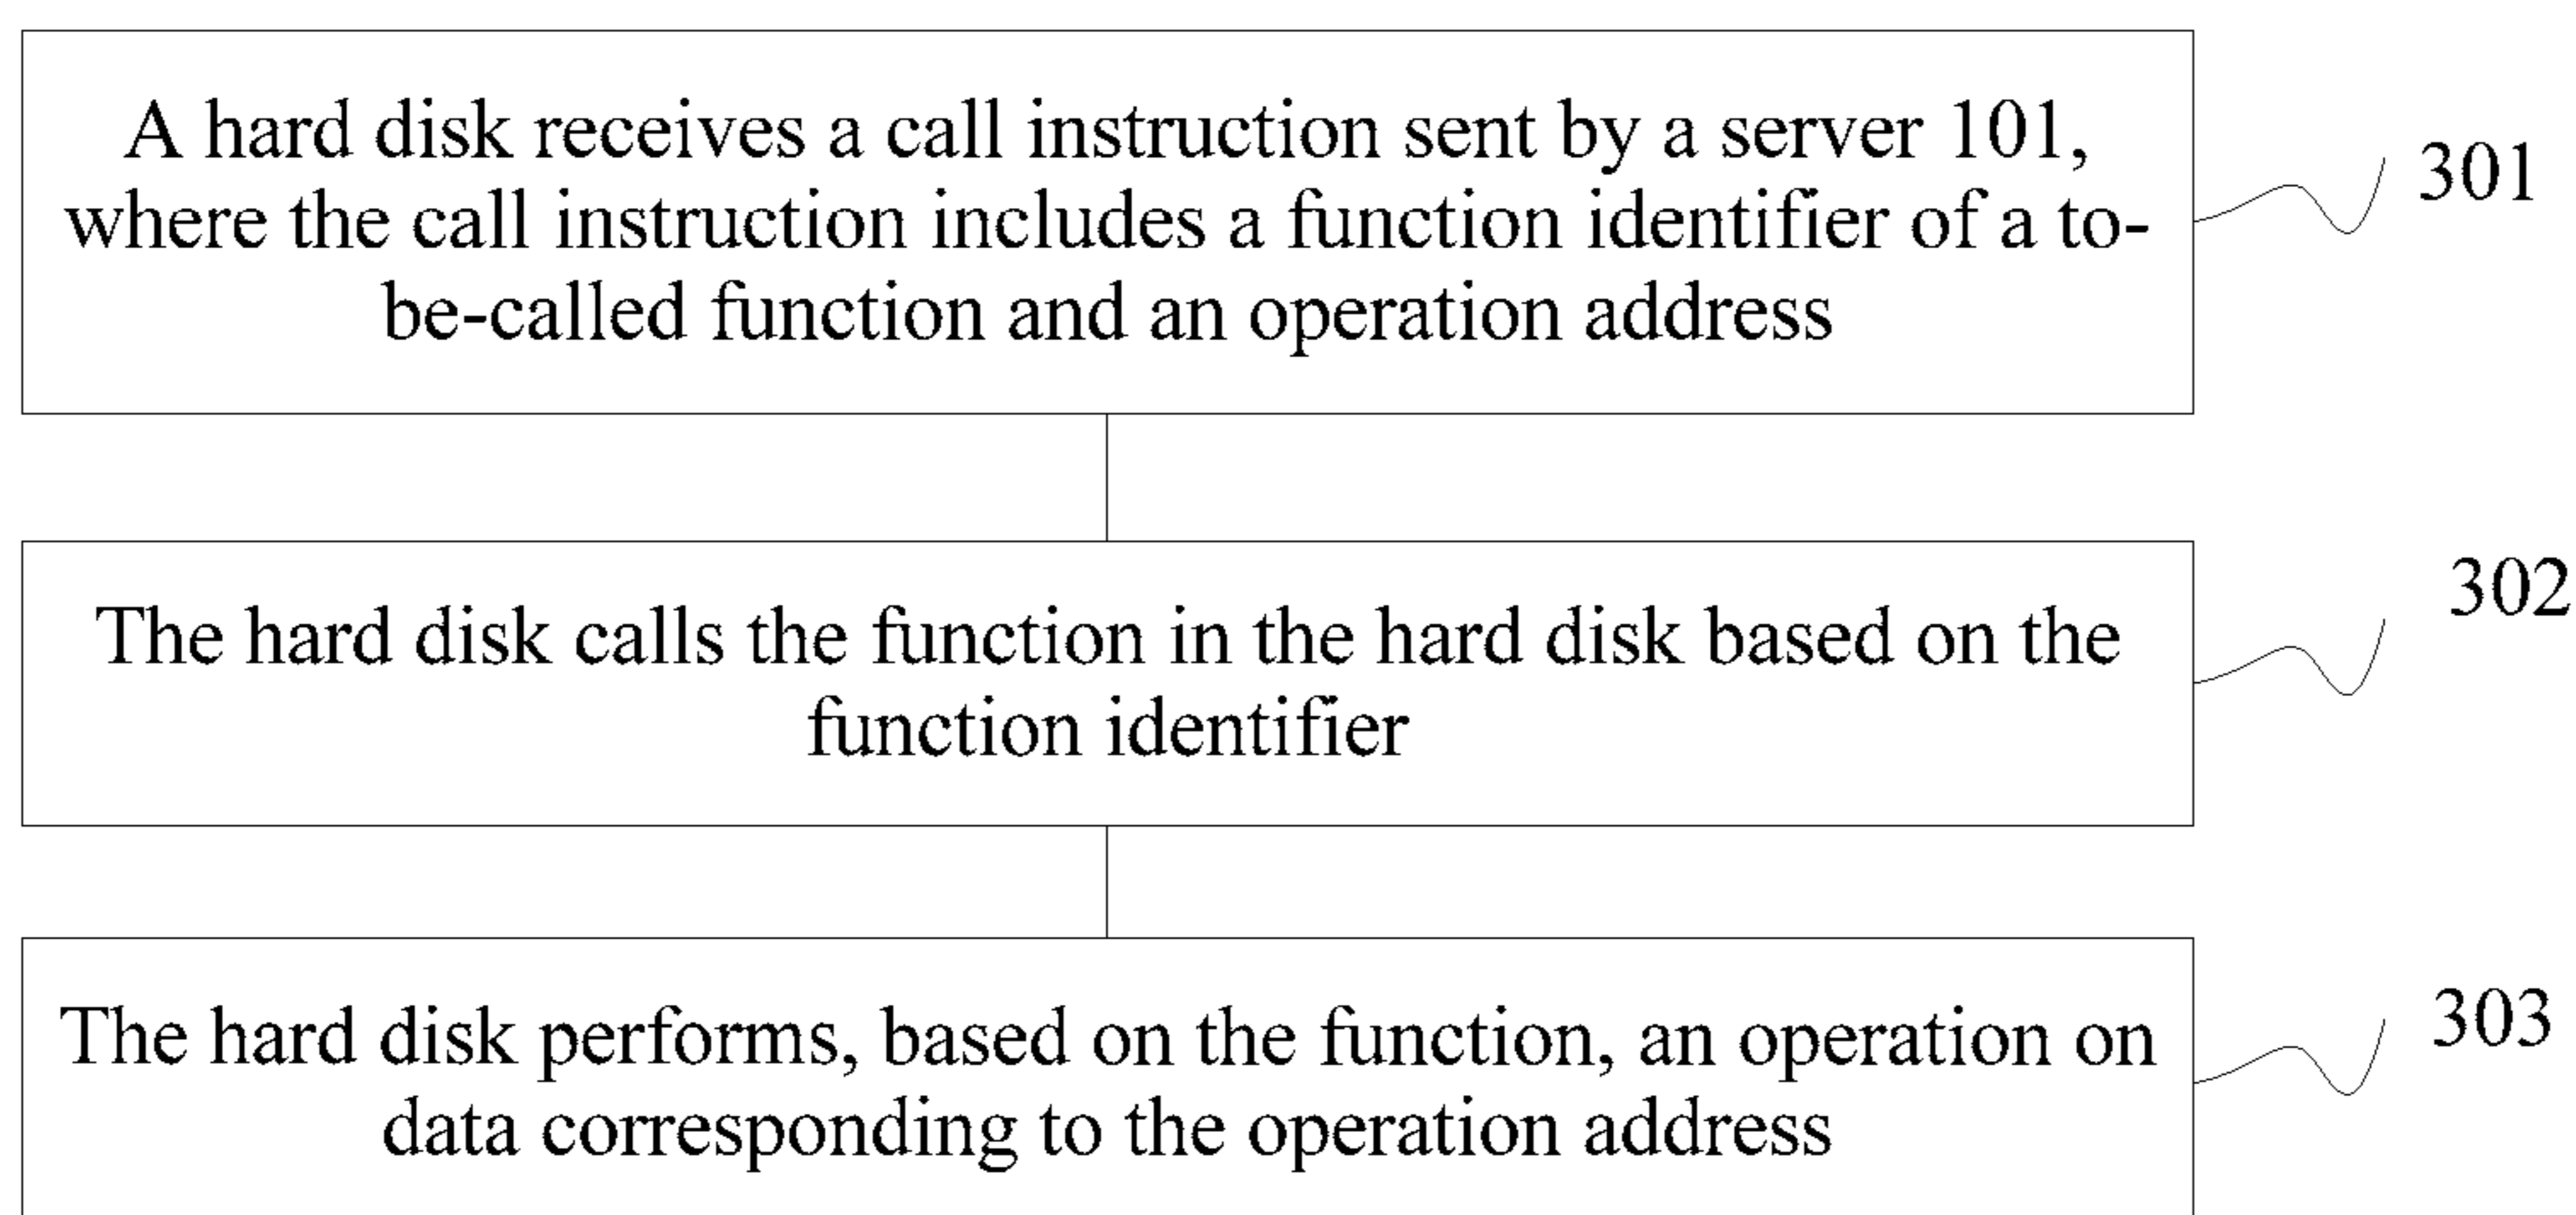 A hard disk receives a call instruction sent by a server 101,
where the call instruction includes a function identifier of a to-
be-called function and an operation address
301
The hard disk calls the function in the hard disk based on the
function identifier
302
The hard disk performs, based on the function, an operation on
data corresponding to the operation address
303